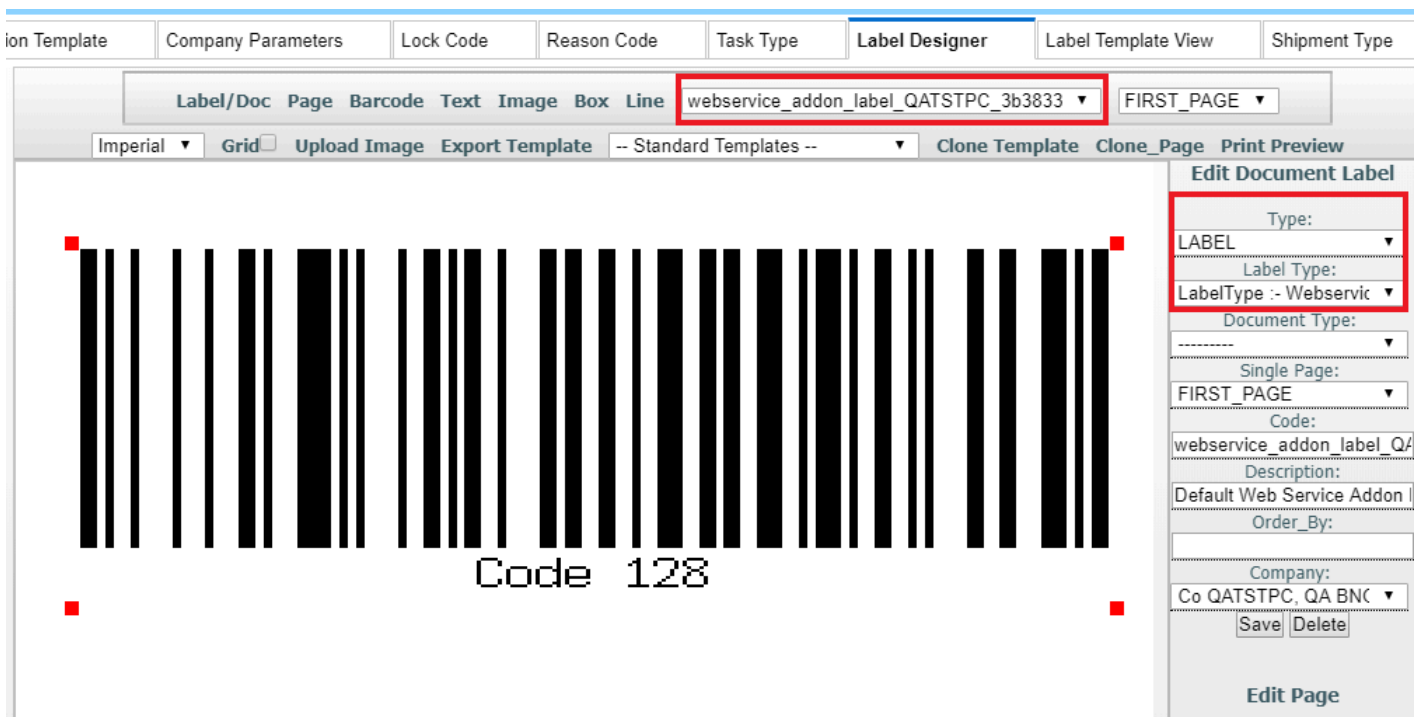 ion Template Company Parameters Lock Code Reason Code Task Type Label Designer Label Template View Shipment Type
Label/Doc Page Barcode Text Image Box Line webservice_addon_label_QATSTPC_3b3833 FIRST_PAGE
Imperial Grid Upload Image Export Template -- Standard Templates -- Clone Template Clone_Page Print Preview
Edit Document Label
Type:
LABEL
Label Type:
LabelType :- Webservic
Document Type:
---------
Single Page:
FIRST_PAGE
Code:
webservice_addon_label_QA
Description:
Default Web Service Addon l
Order_By:
Company:
Co QATSTPC, QA BNC
Save Delete
Edit Page
Code 128